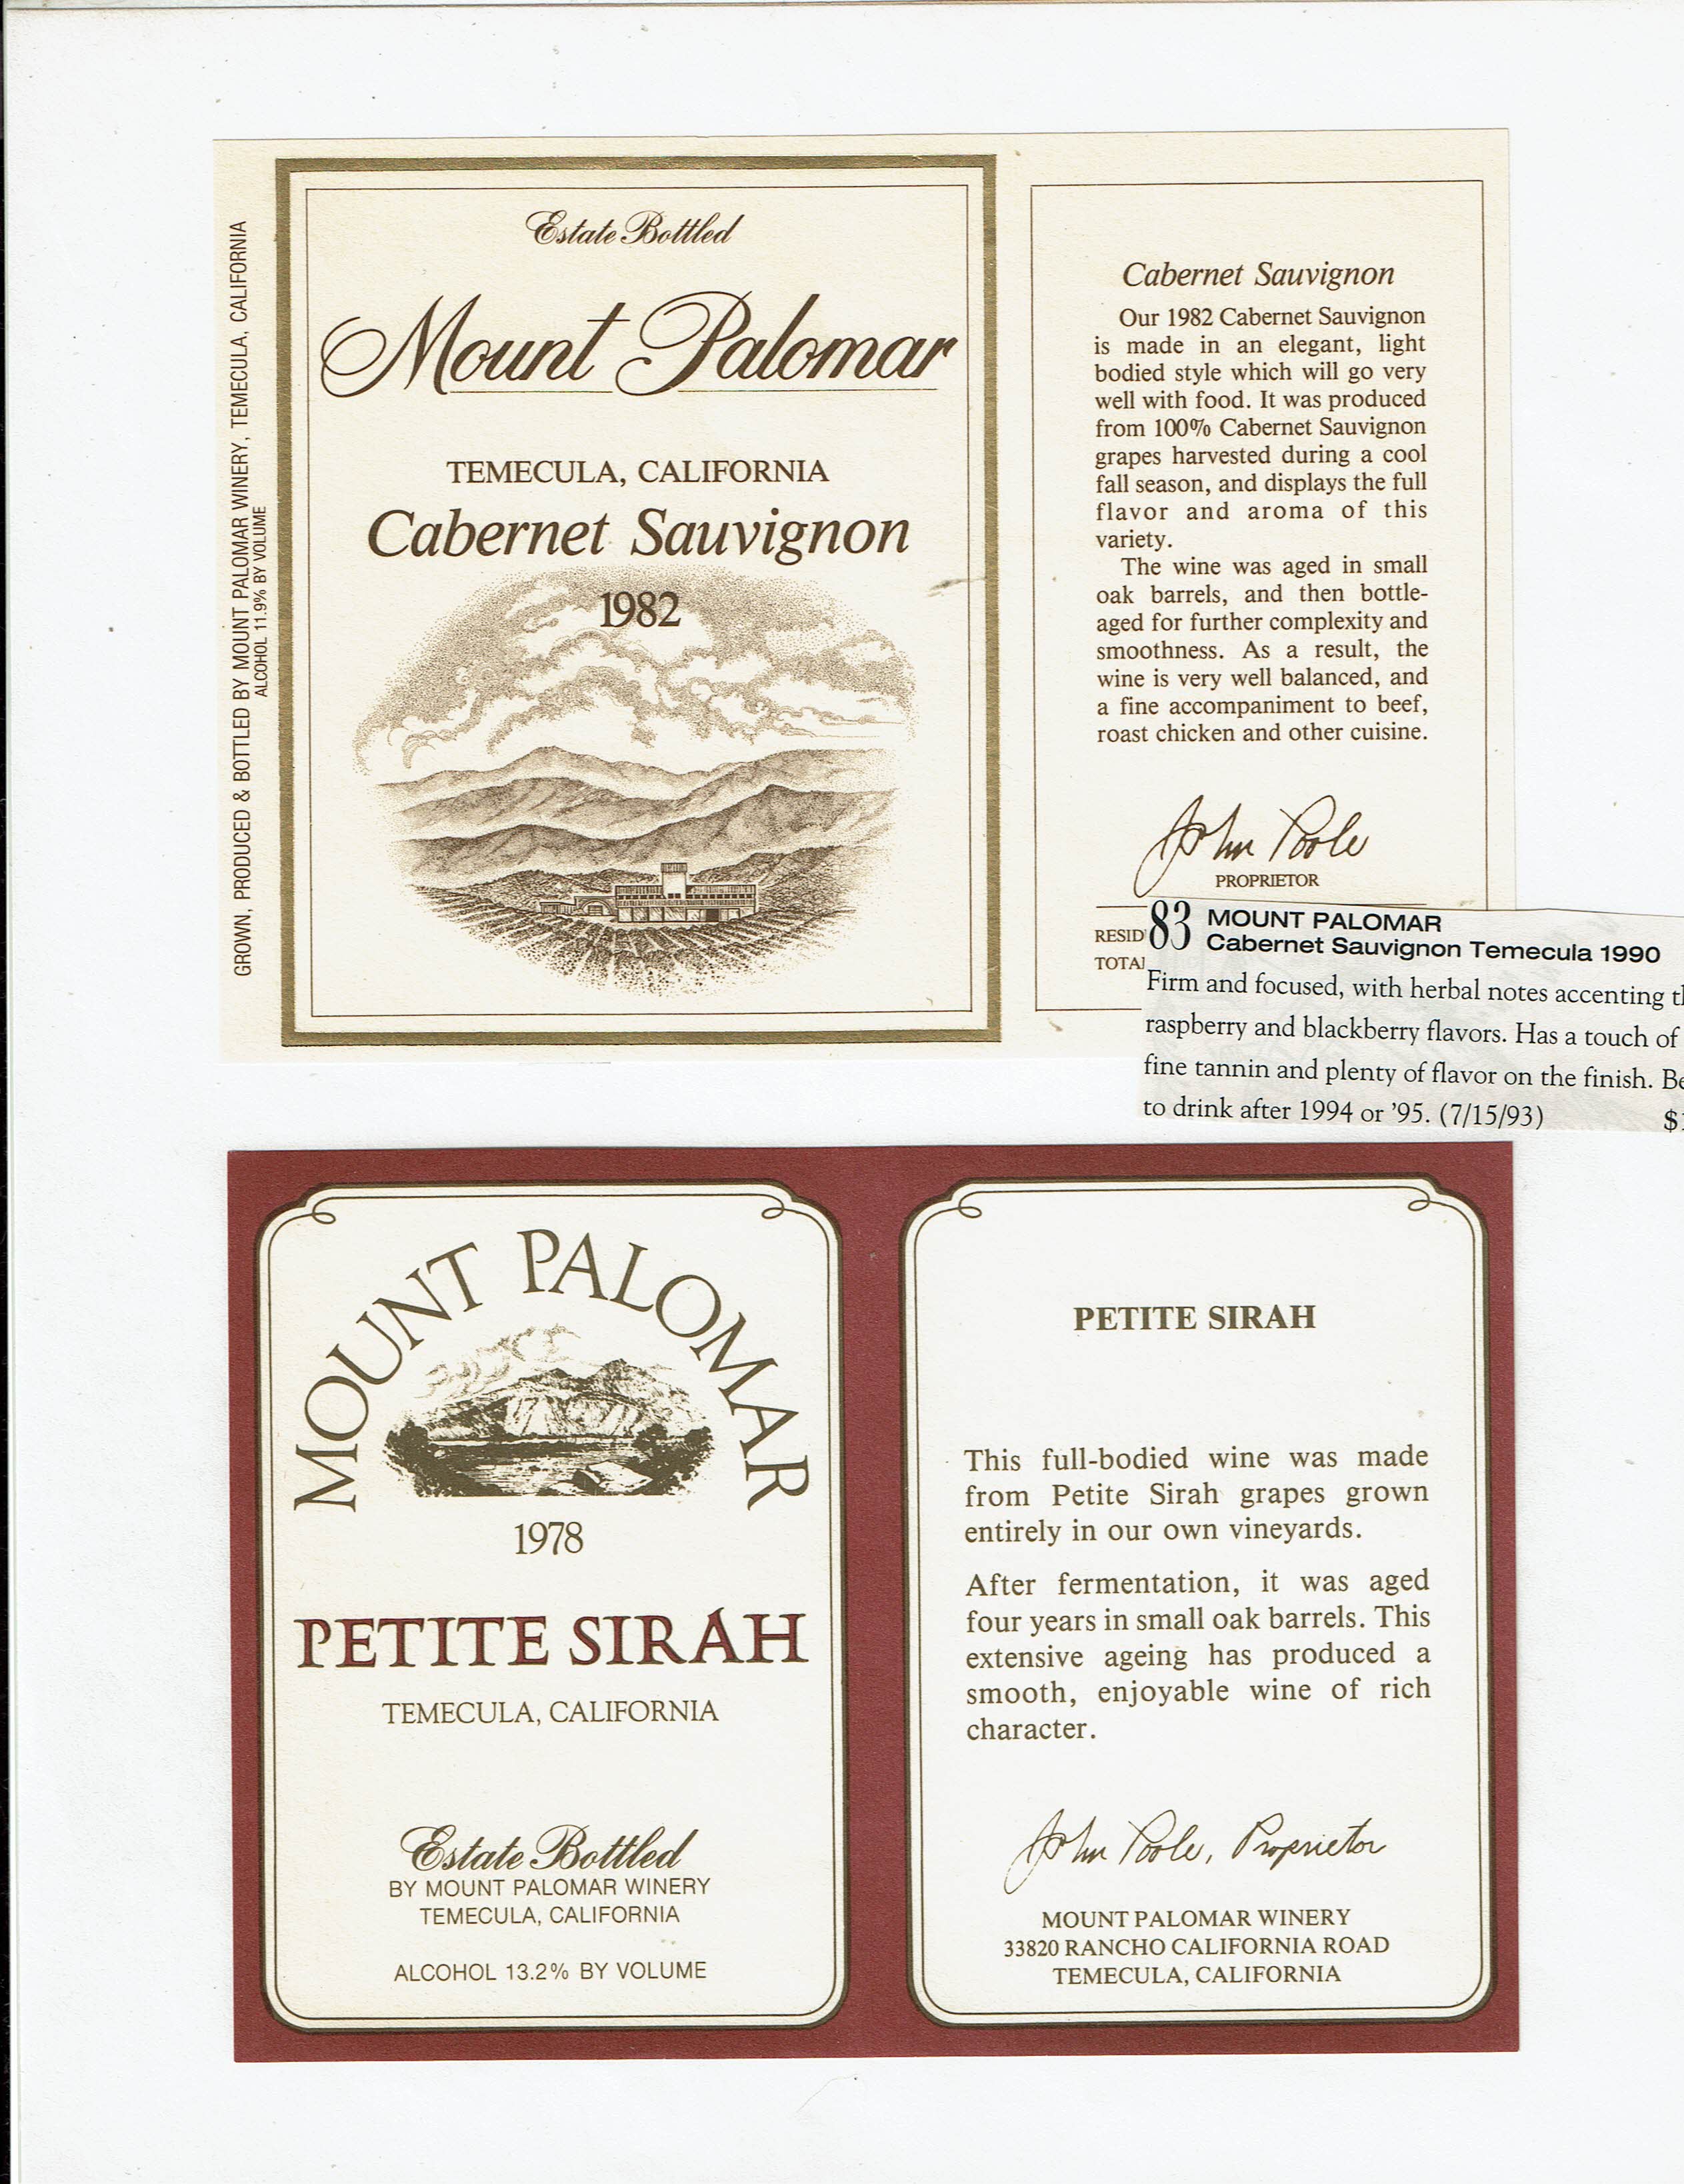 GROWN, PRODUCED & BOTTLED BY MOUNT PALOMAR WINERY, TEMECULA, CALIFORNIA
ALCOHOL 11.9% BY VOLUME
Estate Bottled
Mount Palomar
TEMECULA, CALIFORNIA
Cabernet Sauvignon
1982
Cabernet Sauvignon
Our 1982 Cabernet Sauvignon
is made in an elegant, light
bodied style which will go very
well with food. It was produced
from 100% Cabernet Sauvignon
grapes harvested during a cool
fall season, and displays the full
flavor and aroma of this
variety.
The wine was aged in small
oak barrels, and then bottle-
aged for further complexity and
smoothness. As a result, the
wine is very well balanced, and
a fine accompaniment to beef,
roast chicken and other cuisine.
John Poole
PROPRIETOR
RESID
TOTA
83 MOUNT PALOMAR
Cabernet Sauvignon Temecula 1990
Firm and focused, with herbal notes accenting
raspberry and blackberry flavors. Has a touch of
fine tannin and plenty of flavor on the finish.
to drink after 1994 or '95. (7/15/93) $
MOUNT PALOMAR
1978
PETITE SIRAH
TEMECULA, CALIFORNIA
Estate Bottled
BY MOUNT PALOMAR WINERY
TEMECULA, CALIFORNIA
ALCOHOL 13.2% BY VOLUME
PETITE SIRAH
This full-bodied wine was made
from Petite Sirah grapes grown
entirely in our own vineyards.
After fermentation, it was aged
four years in small oak barrels. This
extensive ageing has produced a
smooth, enjoyable wine of rich
character.
John Poole, Proprietor
MOUNT PALOMAR WINERY
33820 RANCHO CALIFORNIA ROAD
TEMECULA, CALIFORNIA